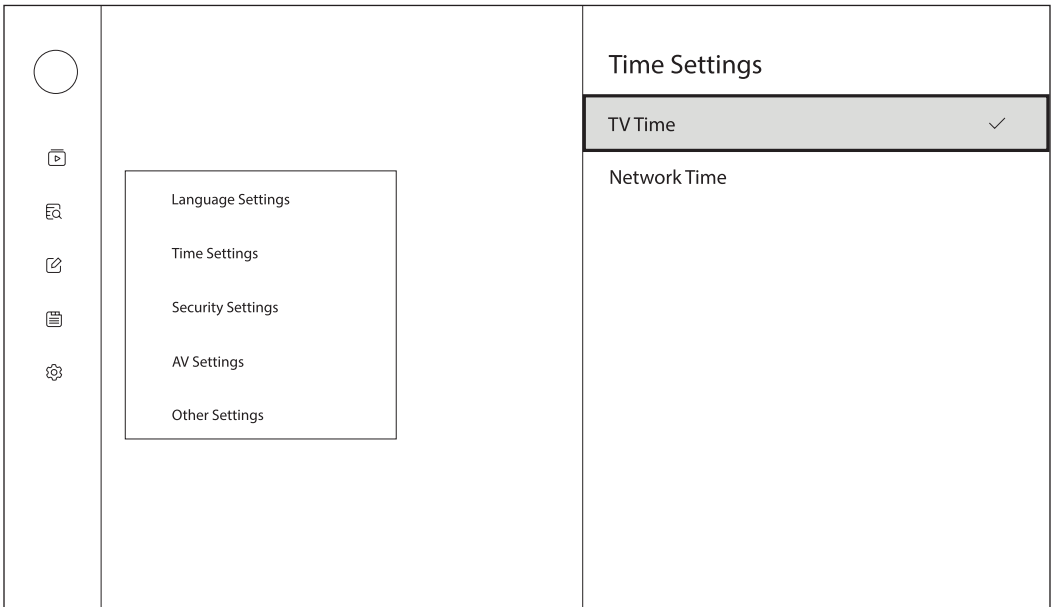 Language Settings
Time Settings
Security Settings
AV Settings
Other Settings
Time Settings
TV Time
Network Time